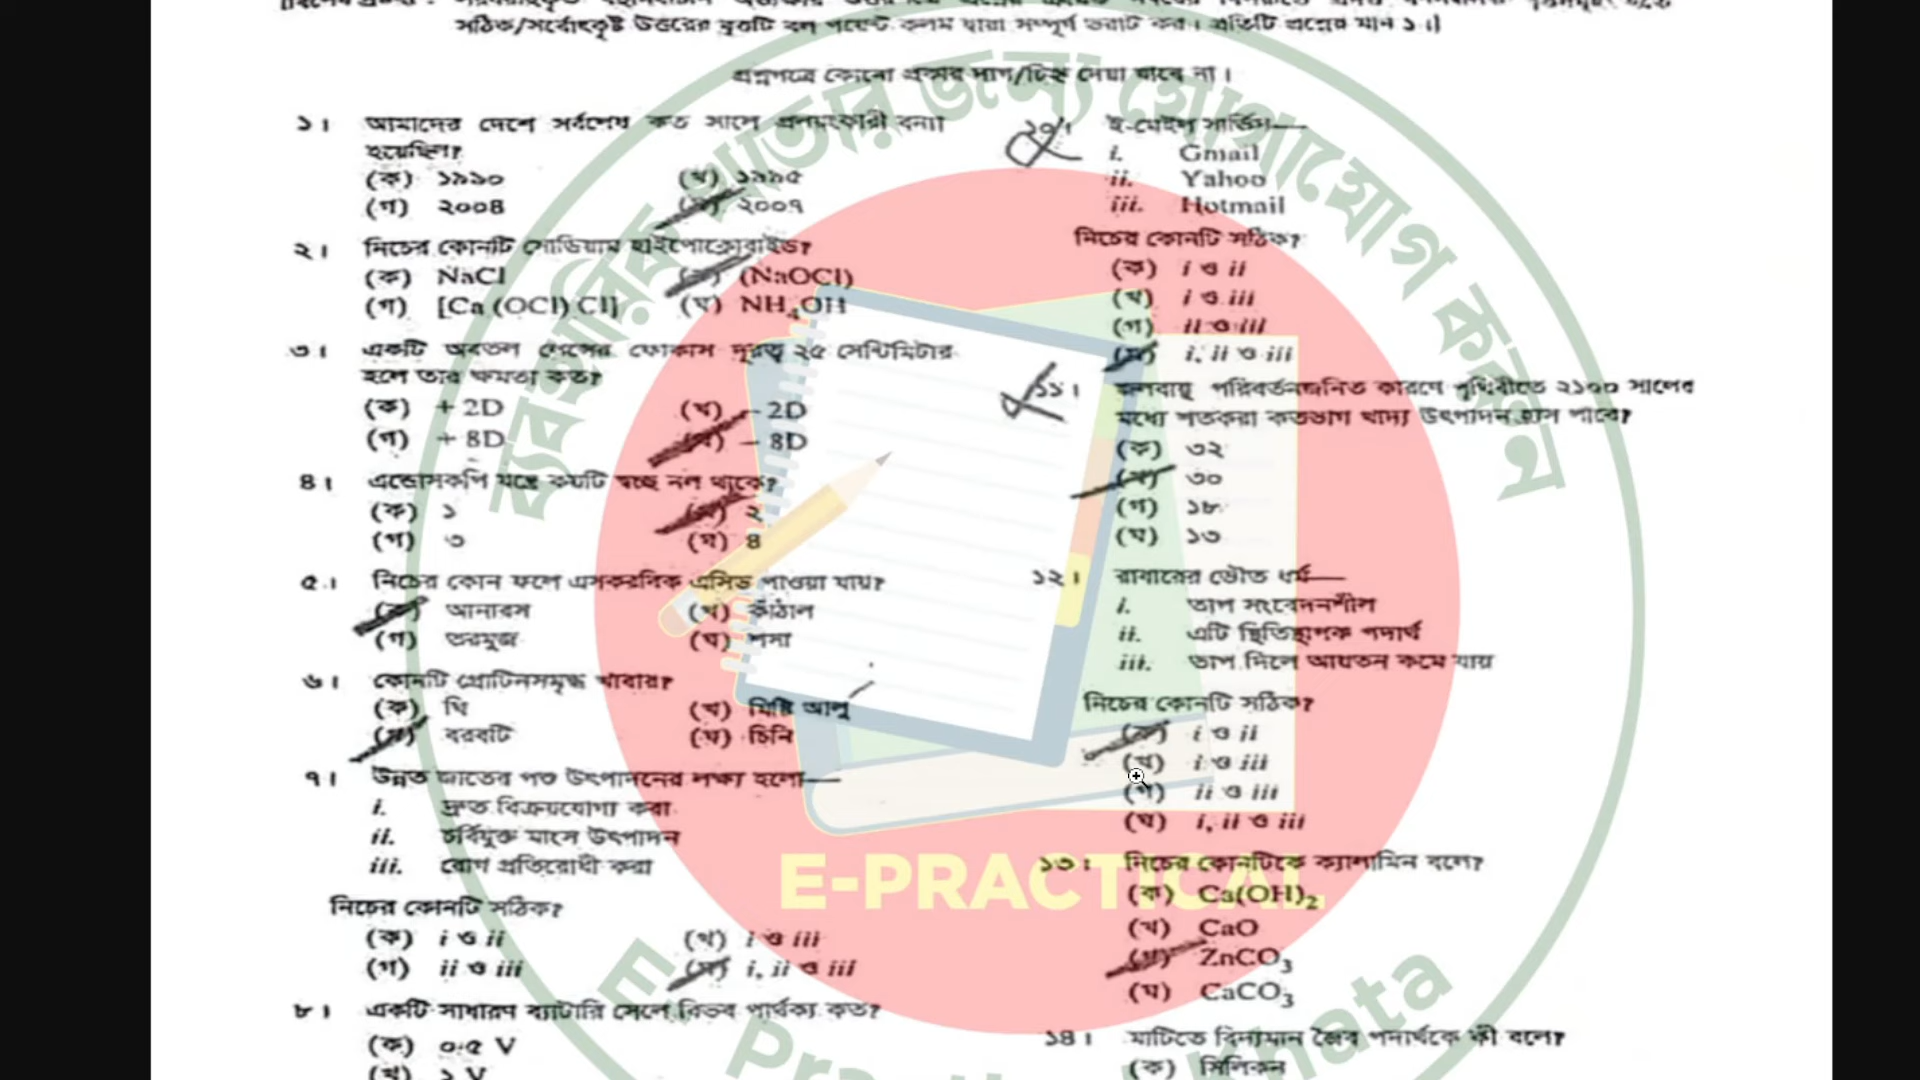 সঠিক/সর্বোৎকৃষ্ট উত্তরের বৃত্তটি বল পয়েন্ট কলম দ্বারা সম্পূর্ণ ভরাট কর। প্রতিটি প্রশ্নের মান ১।]
প্রশ্নপত্রে কোনো প্রকার দাগ/চিহ্ন দেয়া যাবে না।
১। আমাদের দেশে সর্বশেষ কত সালে প্রলয়ংকারী বন্যা
হয়েছিল?
(ক) ১৯৯০ (খ) ১৯৯৫
(গ) ২০০৪ (ঘ) ২০০৭
২। নিচের কোনটি সোডিয়াম হাইপোক্লোরাইড?
(ক) NaCl (খ) (NaOCl)
(গ) [Ca (OCl) Cl] (ঘ) NH₄OH
৩। একটি অবতল লেন্সের ফোকাস দূরত্ব ২৫ সেন্টিমিটার
হলে তার ক্ষমতা কত?
(ক) + 2D (খ) – 2D
(গ) + 8D (ঘ) – 8D
৪। এন্ডোসকপি যন্ত্রে কয়টি স্বচ্ছ নল থাকে?
(ক) ১ (খ) ২
(গ) ৩ (ঘ) ৪
৫। নিচের কোন ফলে এসকরবিক এসিড পাওয়া যায়?
(ক) আনারস (খ) কাঁঠাল
(গ) তরমুজ (ঘ) শসা
৬। কোনটি প্রোটিনসমৃদ্ধ খাবার?
(ক) ঘি (খ) মিষ্টি আলু
(গ) বরবটি (ঘ) চিনি
৭। উন্নত জাতের পশু উৎপাদনের লক্ষ্য হলো—
i. দ্রুত বিক্রয়যোগ্য করা
ii. চর্বিযুক্ত মাংস উৎপাদন
iii. রোগ প্রতিরোধী করা
নিচের কোনটি সঠিক?
(ক) i ও ii (খ) i ও iii
(গ) ii ও iii (ঘ) i, ii ও iii
৮। একটি সাধারণ ব্যাটারি সেলে বিভব পার্থক্য কত?
(ক) ০.৫ V
(খ) ১ V
১০। ই-মেইল সার্ভিস—
i. Gmail
ii. Yahoo
iii. Hotmail
নিচের কোনটি সঠিক?
(ক) i ও ii
(খ) i ও iii
(গ) ii ও iii
(ঘ) i, ii ও iii
১১। জলবায়ু পরিবর্তনজনিত কারণে পৃথিবীতে ২১০০ সালের
মধ্যে শতকরা কতভাগ খাদ্য উৎপাদন হ্রাস পাবে?
(ক) ৩২
(খ) ৩০
(গ) ১৮
(ঘ) ১৩
১২। রাবারের ভৌত ধর্ম—
i. তাপ সংবেদনশীল
ii. এটি স্থিতিস্থাপক পদার্থ
iii. তাপ দিলে আয়তন কমে যায়
নিচের কোনটি সঠিক?
(ক) i ও ii
(খ) i ও iii
(গ) ii ও iii
(ঘ) i, ii ও iii
১৩। নিচের কোনটিকে ক্যালামিন বলে?
(ক) Ca(OH)₂
(খ) CaO
(গ) ZnCO₃
(ঘ) CaCO₃
১৪। মাটিতে বিদ্যমান জৈব পদার্থকে কী বলে?
(ক) সিলিকন
ব্যবহারিক খাতার জন্য যোগাযোগ করুন
E-PRACTICAL